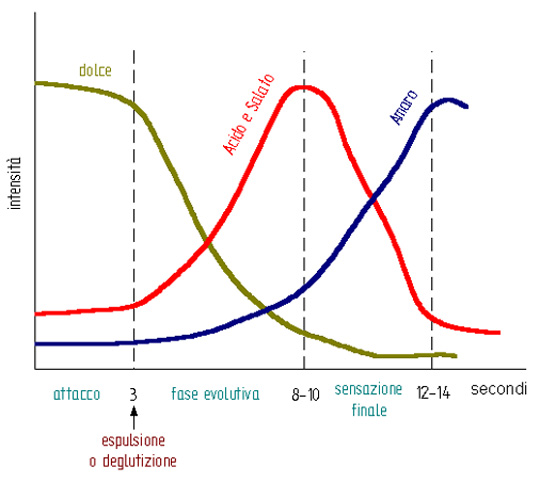 dolce
Acido e Salato
Amaro
intensità
attacco
3
fase evolutiva
8-10
sensazione
finale
12-14
secondi
espulsione
o deglutizione